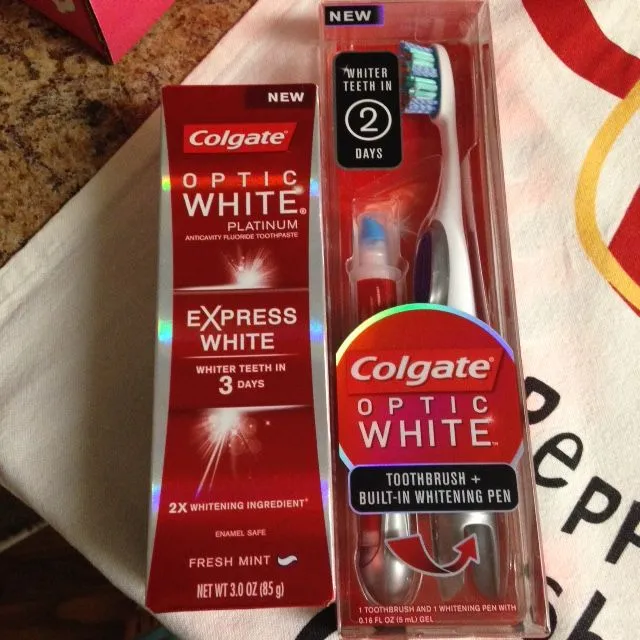 NEW
Colgate®
OPTIC
WHITE®
PLATINUM
ANTICAVITY FLUORIDE TOOTHPASTE
EXPRESS
WHITE
WHITER TEETH IN
3 DAYS
2X WHITENING INGREDIENT*
ENAMEL SAFE
FRESH MINT
NET WT 3.0 OZ (85 g)
NEW
WHITER
TEETH IN
2
DAYS
Colgate®
OPTIC
WHITE™
TOOTHBRUSH +
BUILT-IN WHITENING PEN
1 TOOTHBRUSH AND 1 WHITENING PEN WITH
0.16 FL OZ (5 mL) GEL